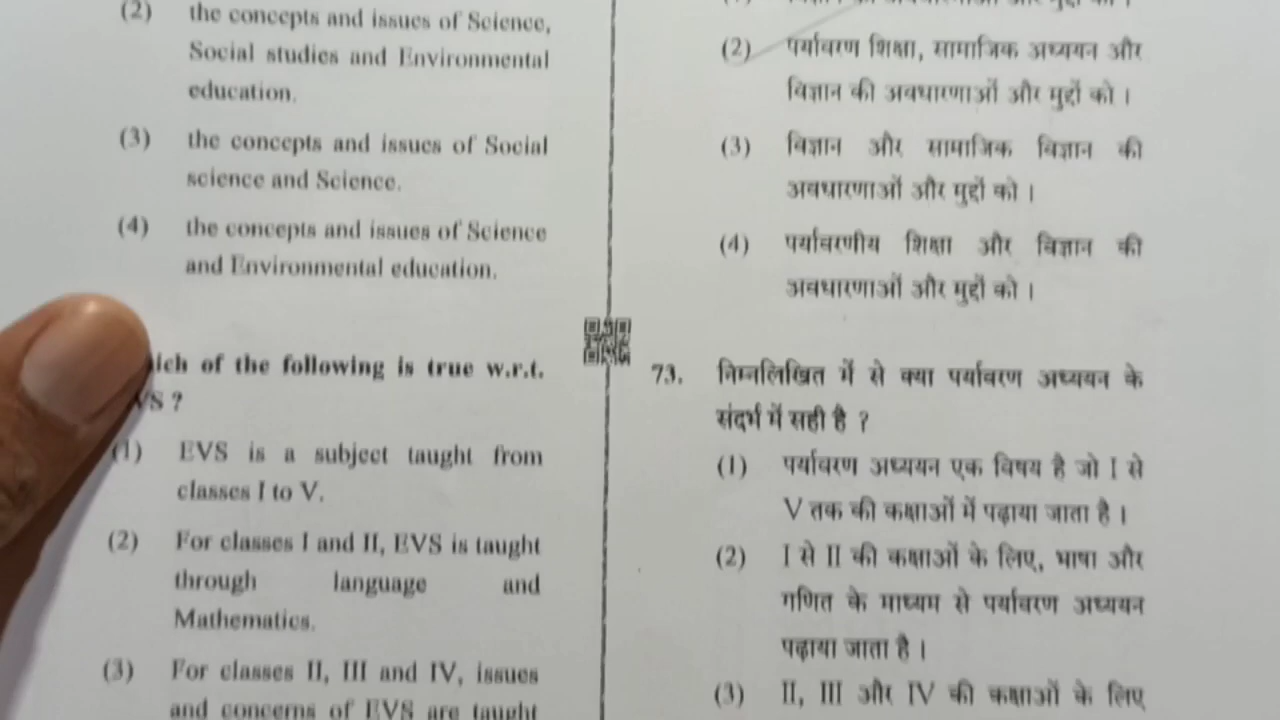 (2) the concepts and issues of Science,
Social studies and Environmental
education.
(3) the concepts and issues of Social
science and Science.
(4) the concepts and issues of Science
and Environmental education.
of the following is true w.r.t.
?
(1) EVS is a subject taught from
classes I to V.
(2) For classes I and II, EVS is taught
through language and
Mathematics.
(3) For classes II, III and IV, issues
and concerns of EVS are taught
(2) पर्यावरण शिक्षा, सामाजिक अध्ययन और
विज्ञान की अवधारणाओं और मुद्दों को ।
(3) विज्ञान और सामाजिक विज्ञान की
अवधारणाओं और मुद्दों को ।
(4) पर्यावरणीय शिक्षा और विज्ञान की
अवधारणाओं और मुद्दों को ।
73. निम्नलिखित में से क्या पर्यावरण अध्ययन के
संदर्भ में सही है ?
(1) पर्यावरण अध्ययन एक विषय है जो I से
V तक की कक्षाओं में पढ़ाया जाता है ।
(2) I से II की कक्षाओं के लिए, भाषा और
गणित के माध्यम से पर्यावरण अध्ययन
पढ़ाया जाता है ।
(3) II, III और IV की कक्षाओं के लिए